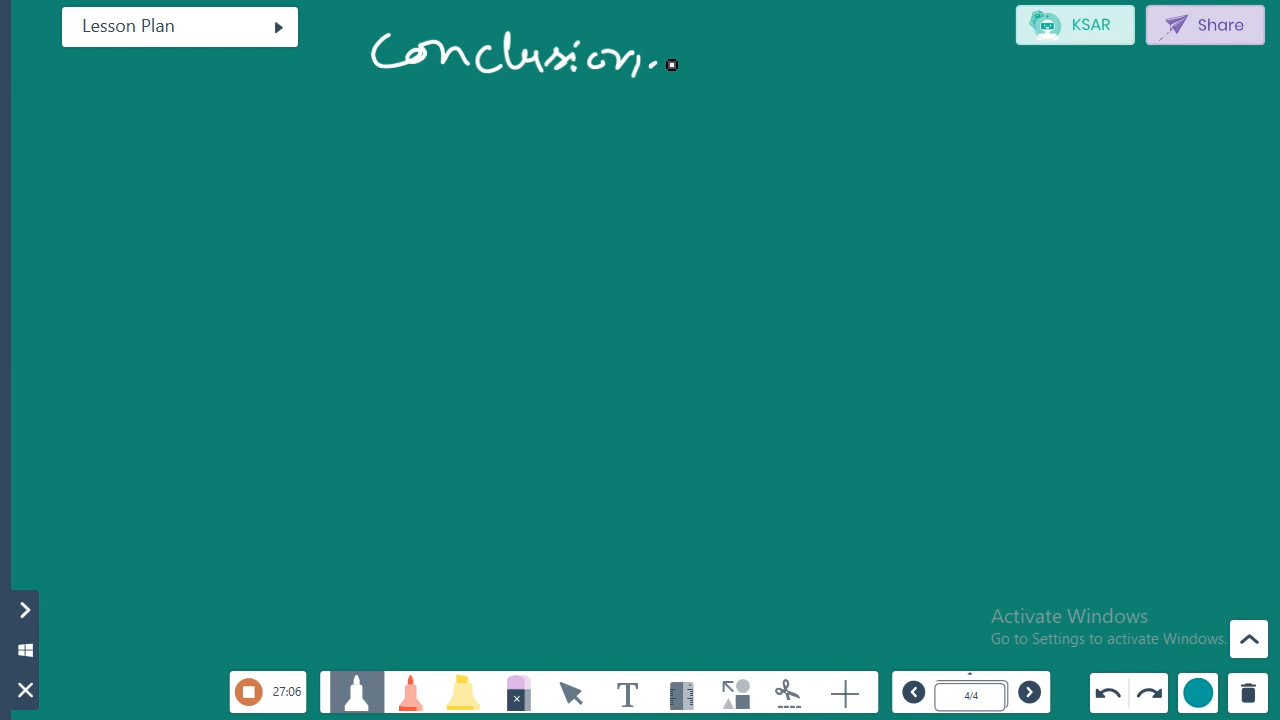 Lesson Plan
Conclusion.
KSAR
Share
Activate Windows
Go to Settings to activate Windows.
27:06
T
4/4